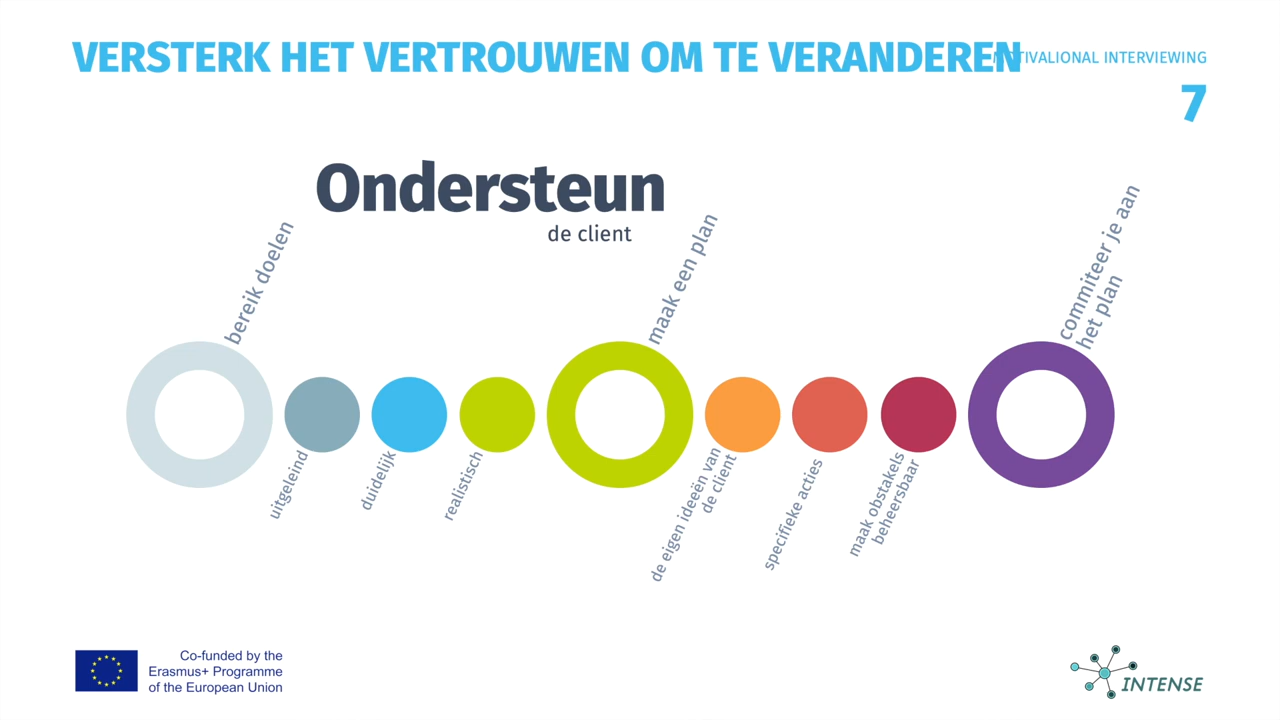 VERSTERK HET VERTROUWEN OM TE VERANDEREN
MOTIVALIONAL INTERVIEWING
7
Ondersteun
de client
bereik doelen
maak een plan
commiteer je aan
het plan
uitgeleind
duidelijk
realistisch
de eigen ideeën van
de client
specifieke acties
maak obstakels
beheersbaar
Co-funded by the
Erasmus+ Programme
of the European Union
INTENSE